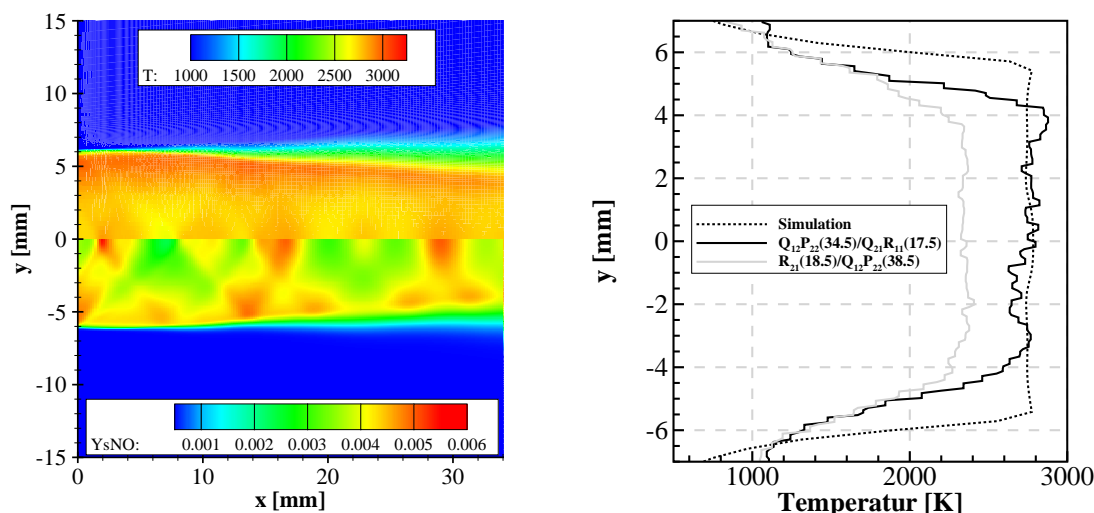 15
T: 1000 1500 2000 2500 3000
10
5
0
-5
-10
YsNO: 0.001 0.002 0.003 0.004 0.005 0.006
-15
0 10 20 30
x [mm]
y [mm]
6
4
2
0
-2
-4
-6
Simulation
Q₁₂P₂₂(34.5)/Q₂₁R₁₁(17.5)
R₂₁(18.5)/Q₁₂P₂₂(38.5)
1000 2000 3000
Temperatur [K]
y [mm]